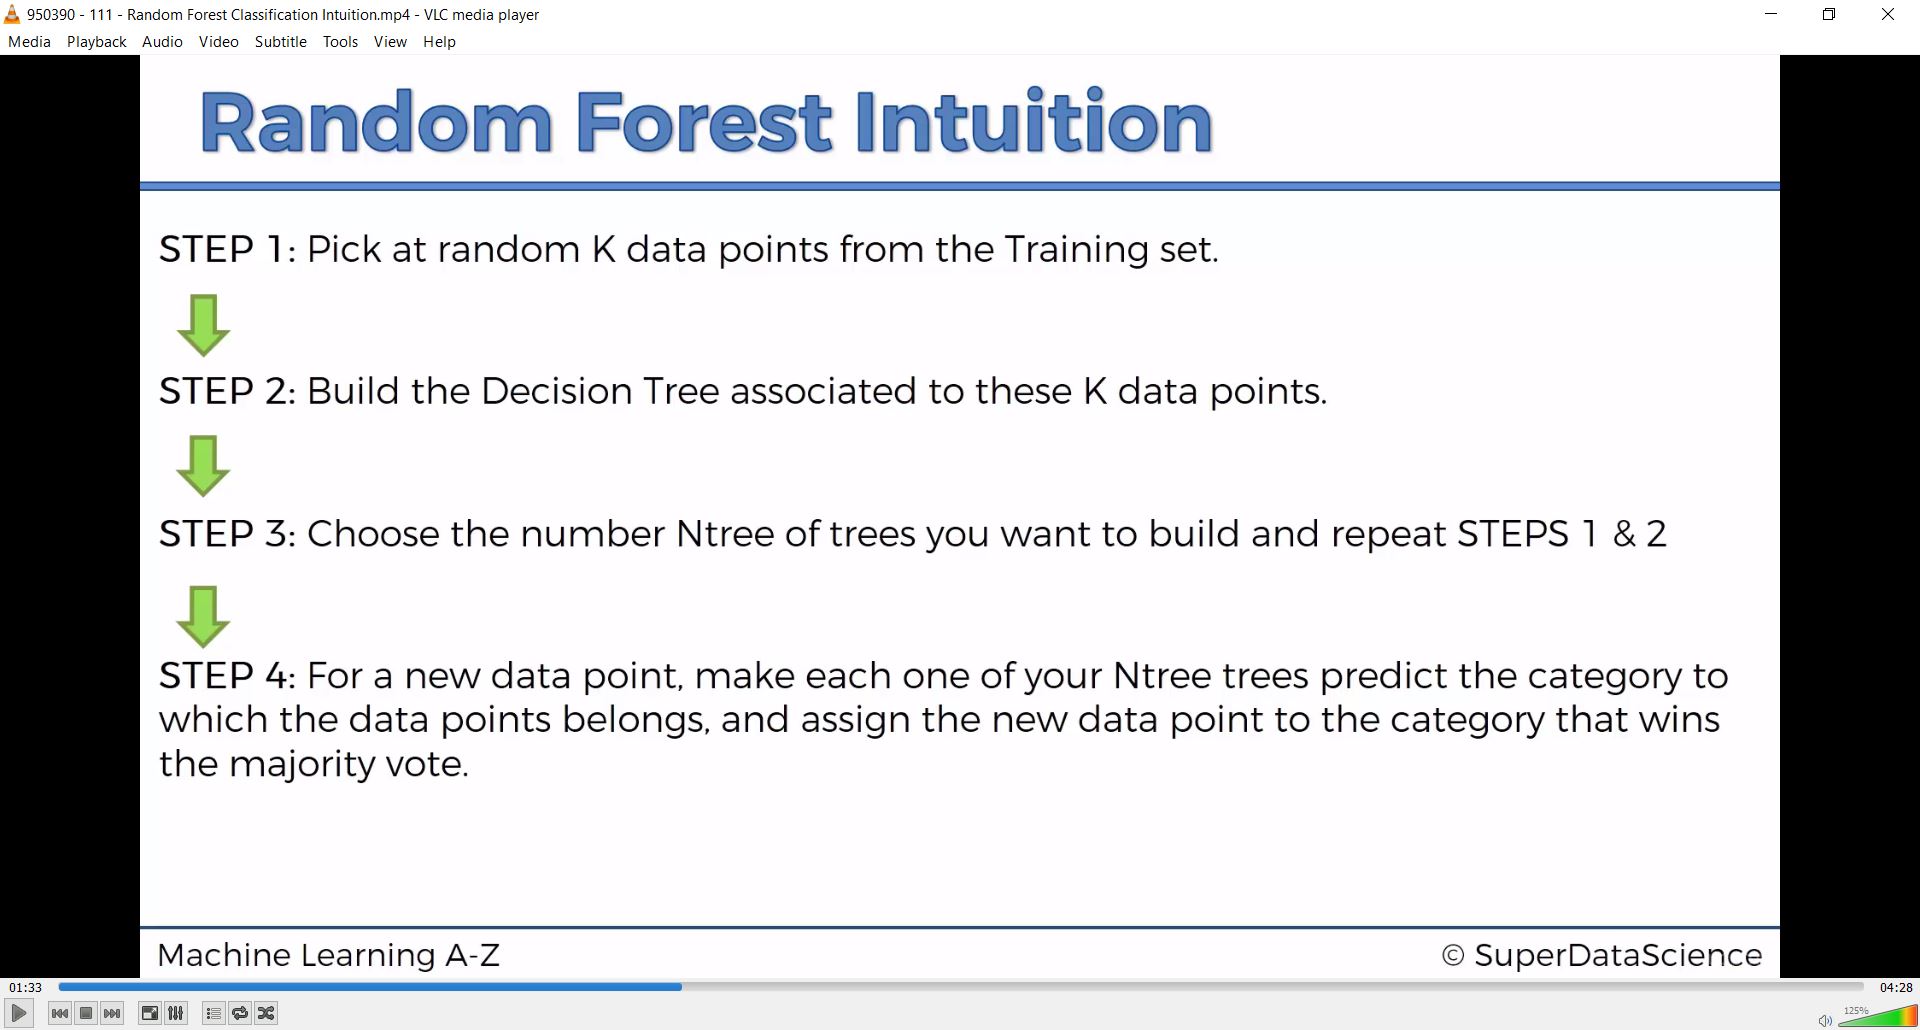 950390 - 111 - Random Forest Classification Intuition.mp4 - VLC media player
Media Playback Audio Video Subtitle Tools View Help
Random Forest Intuition
STEP 1: Pick at random K data points from the Training set.
STEP 2: Build the Decision Tree associated to these K data points.
STEP 3: Choose the number Ntree of trees you want to build and repeat STEPS 1 & 2
STEP 4: For a new data point, make each one of your Ntree trees predict the category to
which the data points belongs, and assign the new data point to the category that wins
the majority vote.
Machine Learning A-Z
© SuperDataScience
01:33
04:28
125%